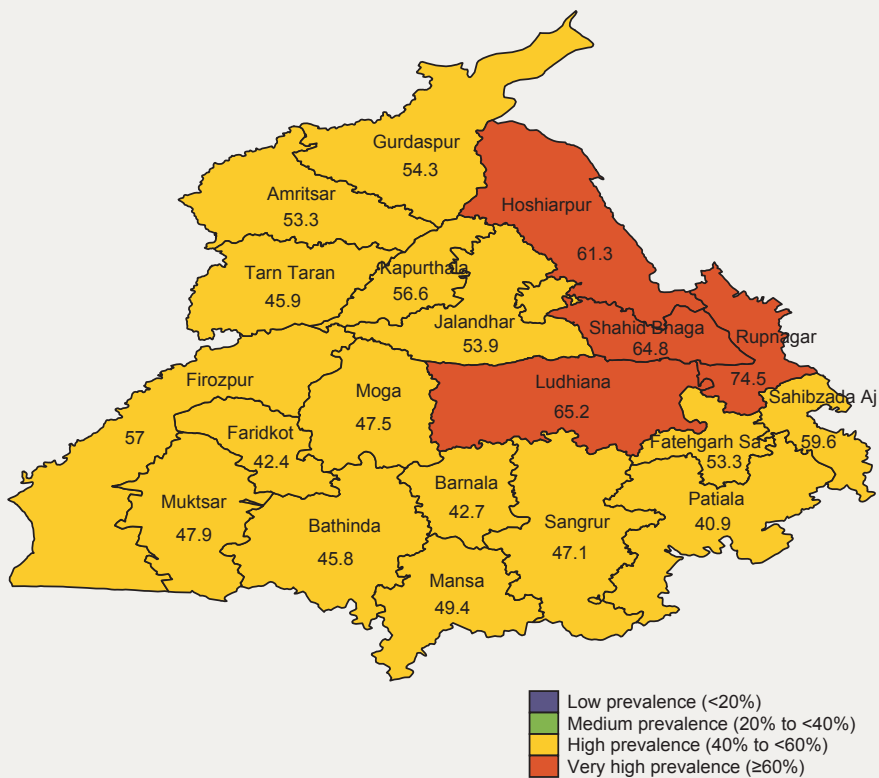 Gurdaspur
54.3
Amritsar
53.3
Hoshiarpur
61.3
Tarn Taran
45.9
Kapurthala
56.6
Jalandhar
53.9
Shahid Bhaga
64.8
Rupnagar
74.5
Firozpur
57
Moga
47.5
Ludhiana
65.2
Sahibzada Aj
59.6
Faridkot
42.4
Fatehgarh Sa
53.3
Muktsar
47.9
Bathinda
45.8
Barnala
42.7
Sangrur
47.1
Patiala
40.9
Mansa
49.4
Low prevalence (<20%)
Medium prevalence (20% to <40%)
High prevalence (40% to <60%)
Very high prevalence (≥60%)